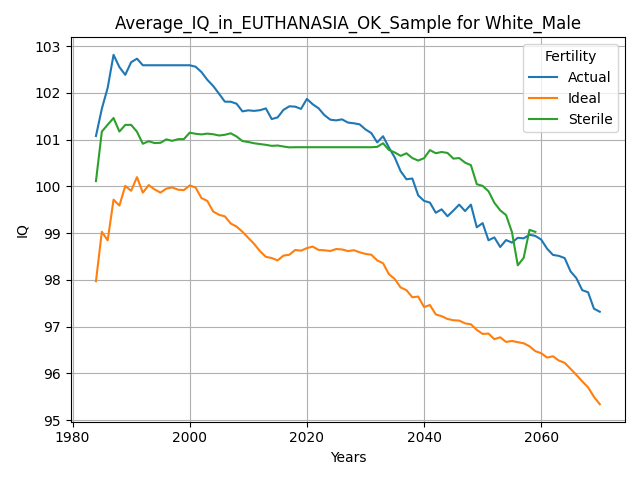 Average_IQ_in_EUTHANASIA_OK_Sample for White_Male
103
102
101
100
99
98
97
96
95
IQ
Fertility
Actual
Ideal
Sterile
1980
2000
2020
2040
2060
Years